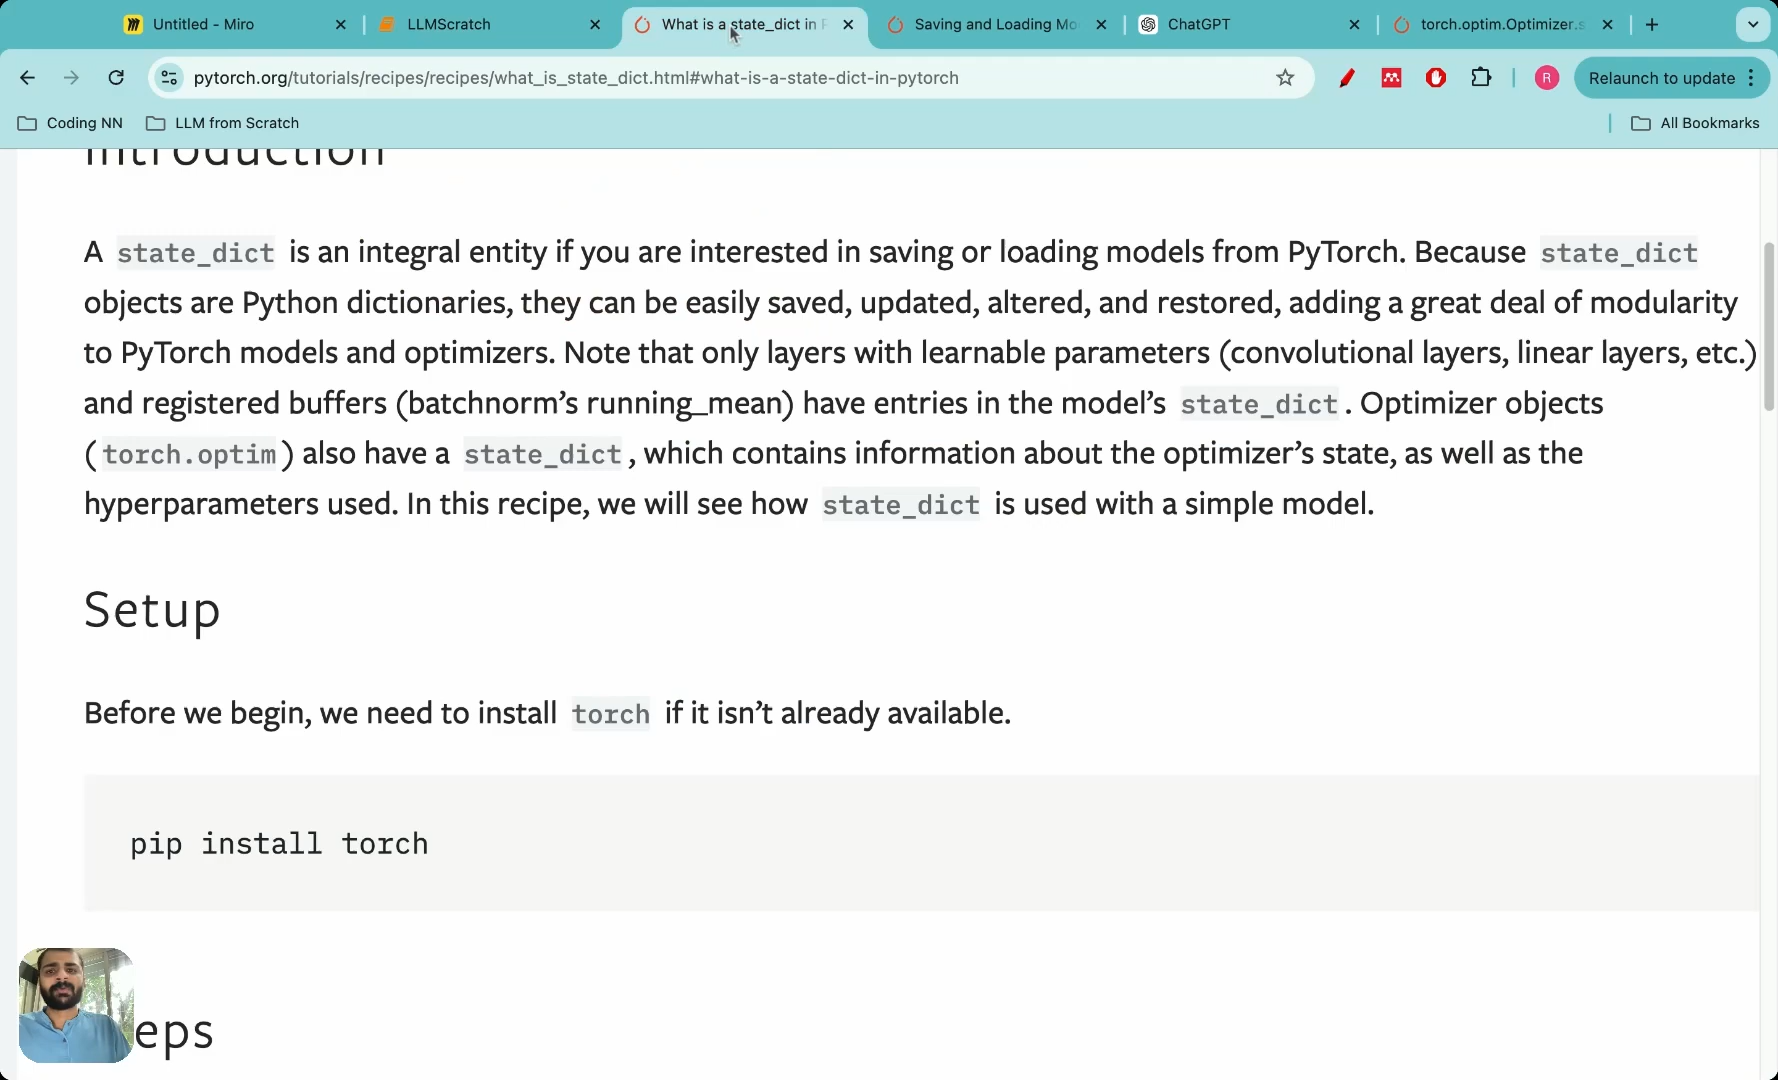 Untitled - Miro
LLMScratch
What is a state_dict in P
Saving and Loading Mo
ChatGPT
torch.optim.Optimizer.s
pytorch.org/tutorials/recipes/recipes/what_is_state_dict.html#what-is-a-state-dict-in-pytorch
R
Relaunch to update
Coding NN
LLM from Scratch
All Bookmarks
Introduction
A state_dict is an integral entity if you are interested in saving or loading models from PyTorch. Because state_dict
objects are Python dictionaries, they can be easily saved, updated, altered, and restored, adding a great deal of modularity
to PyTorch models and optimizers. Note that only layers with learnable parameters (convolutional layers, linear layers, etc.)
and registered buffers (batchnorm’s running_mean) have entries in the model’s state_dict. Optimizer objects
(torch.optim) also have a state_dict, which contains information about the optimizer’s state, as well as the
hyperparameters used. In this recipe, we will see how state_dict is used with a simple model.
Setup
Before we begin, we need to install torch if it isn’t already available.
pip install torch
eps